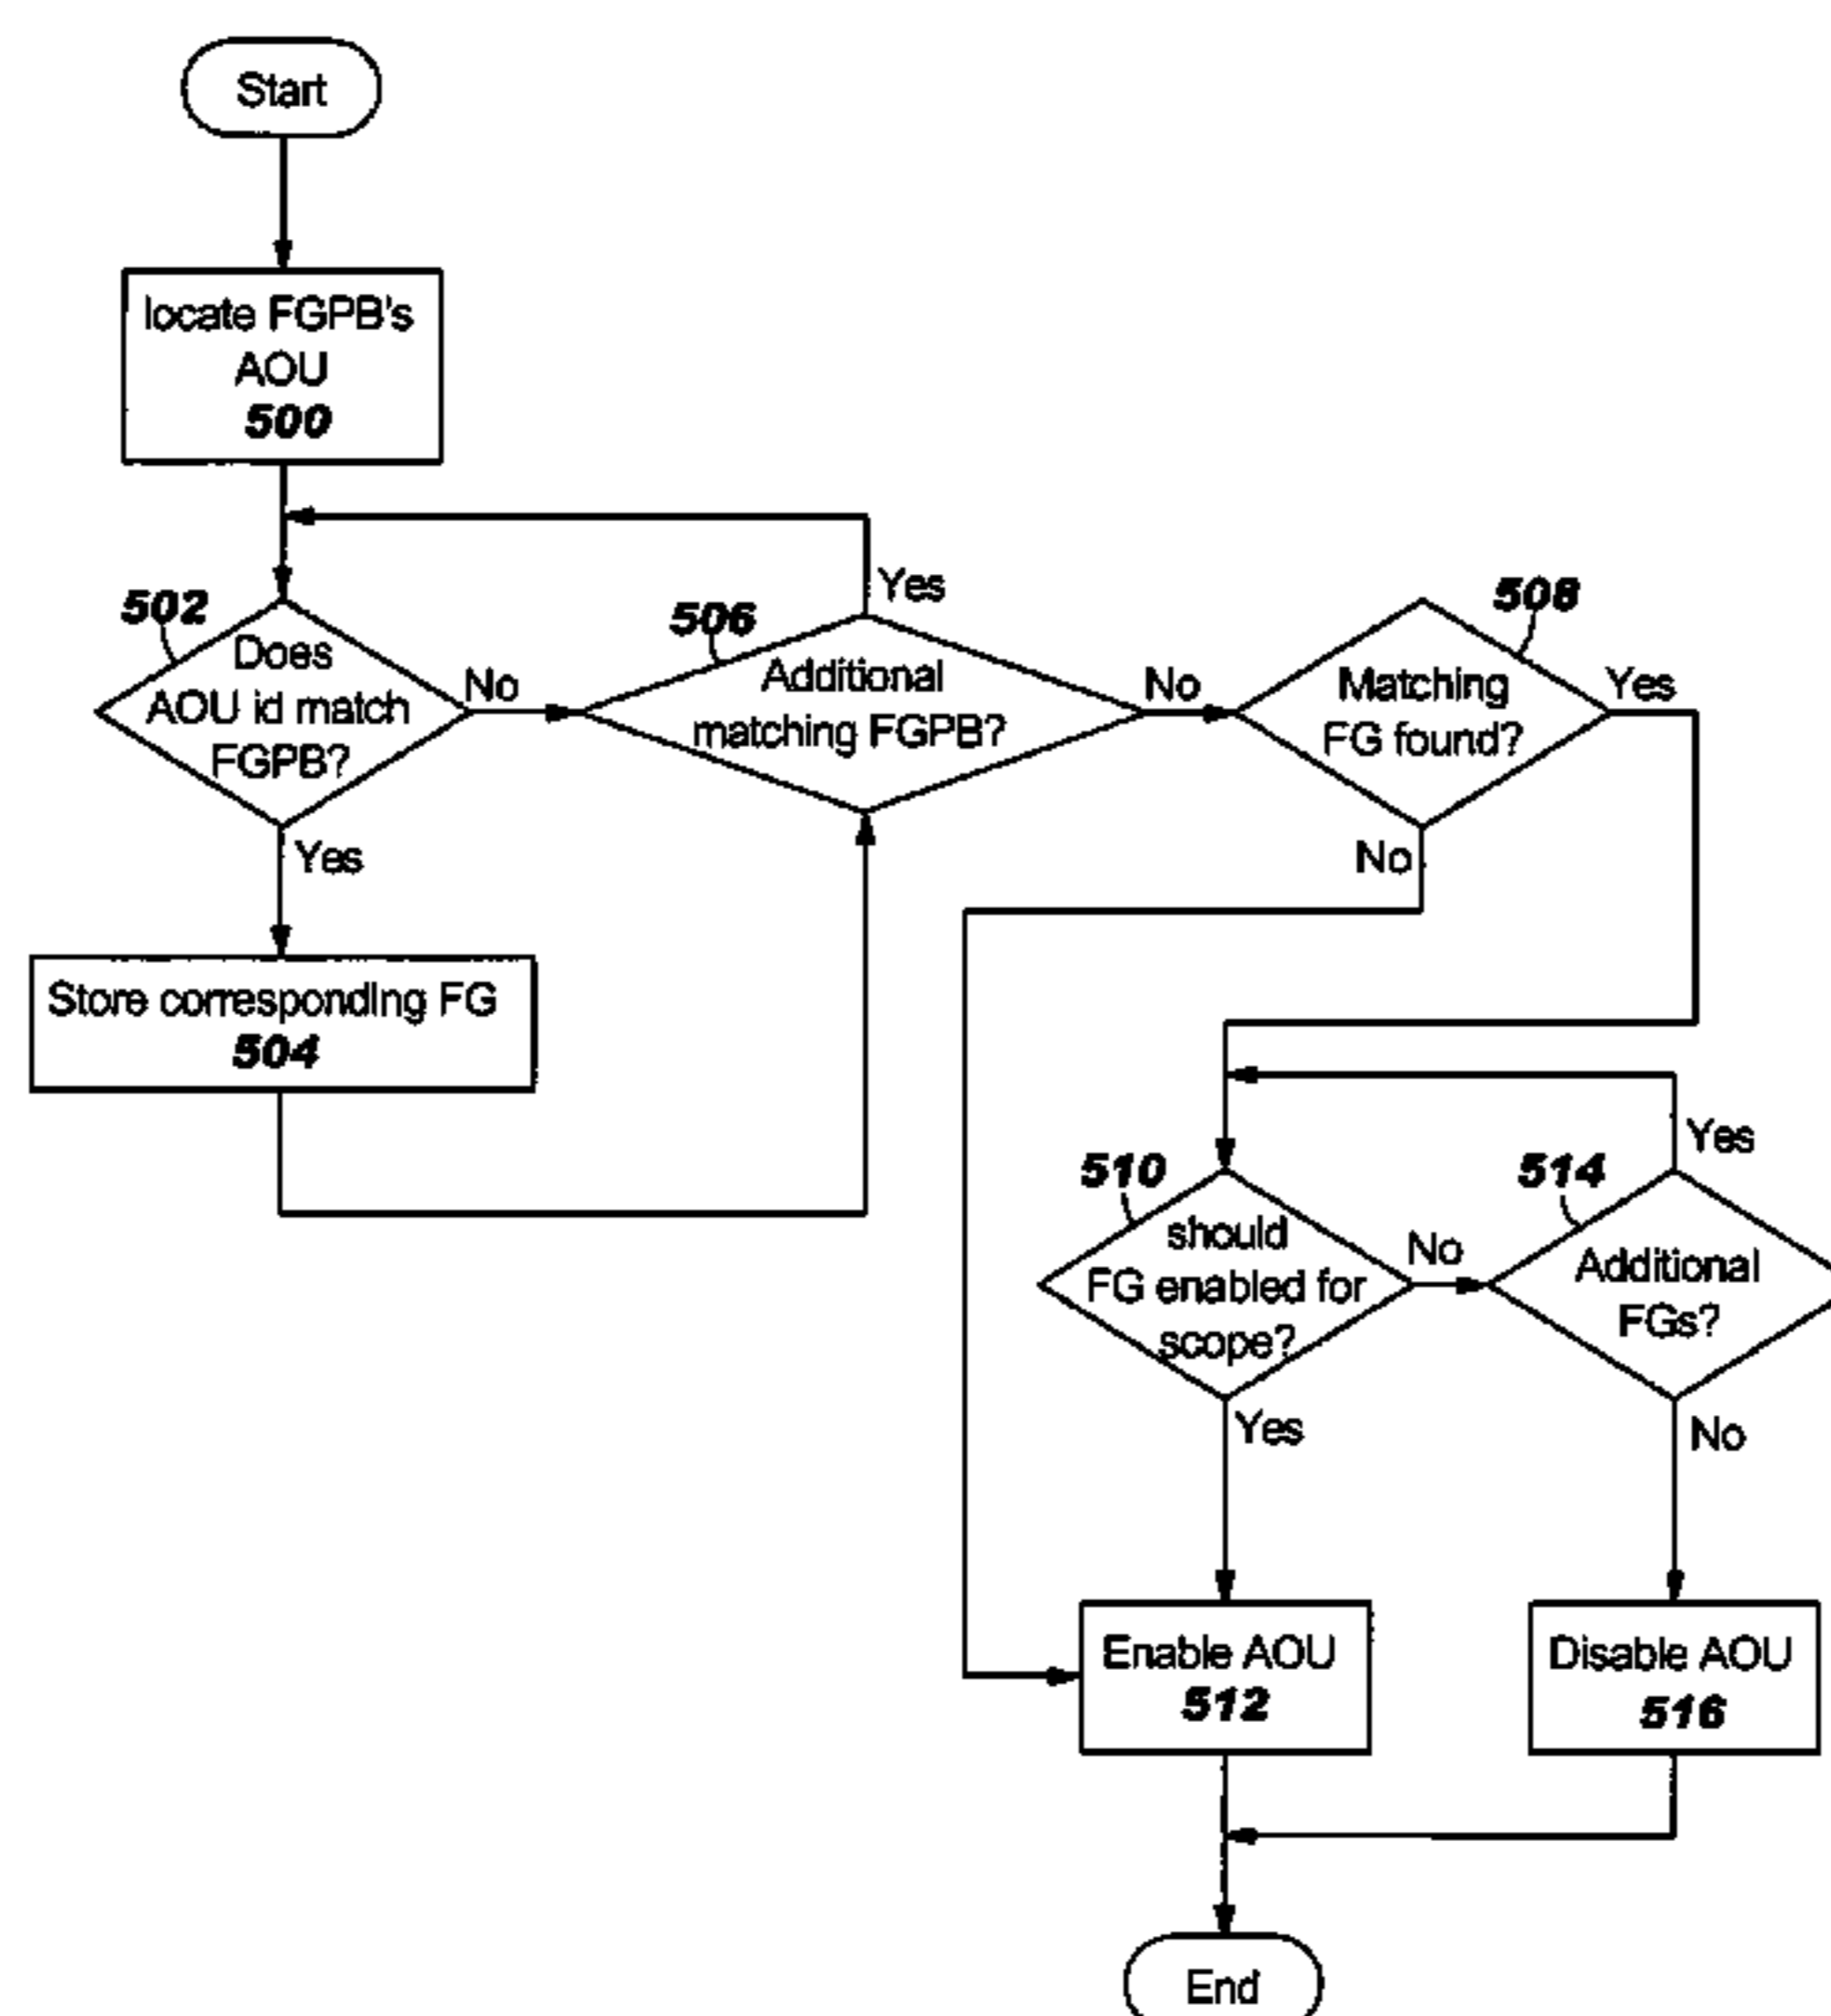 Start
locate FGPB's
AOU
500
502
Does
AOU id match
FGPB?
No
Yes
Store corresponding FG
504
506
Additional
matching FGPB?
Yes
No
508
Matching
FG found?
Yes
No
510
should
FG enabled for
scope?
No
Yes
514
Additional
FGs?
Yes
No
Enable AOU
512
Disable AOU
516
End